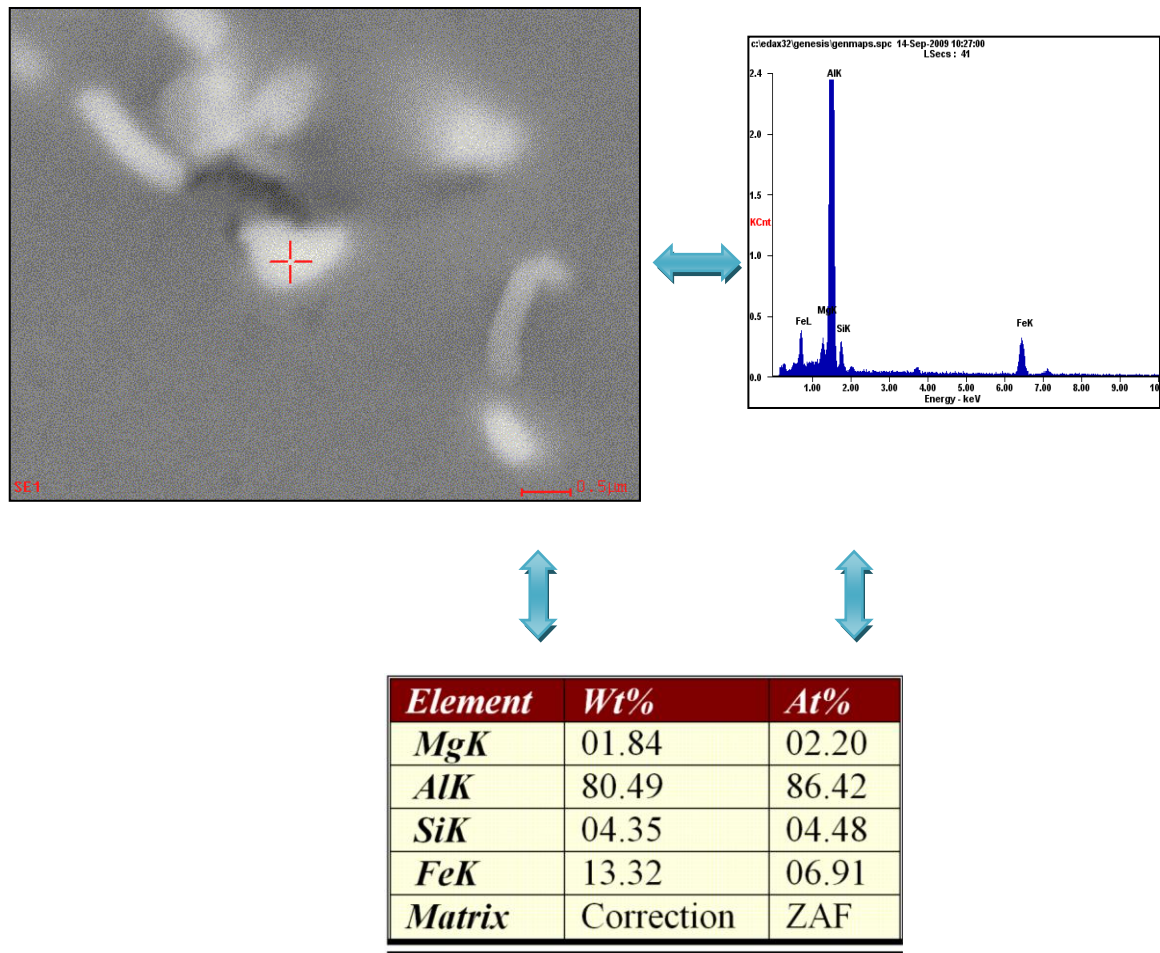 SE1
0.5µm
c:\edax32\genesis\genmaps.spc 14-Sep-2009 10:27:00
LSecs : 41
2.4
AlK
2.0
1.5
KCnt
1.0
0.5
FeL
MgK
SiK
FeK
0.0
1.00 2.00 3.00 4.00 5.00 6.00 7.00 8.00 9.00 10
Energy - keV
Element Wt% At%
MgK 01.84 02.20
AlK 80.49 86.42
SiK 04.35 04.48
FeK 13.32 06.91
Matrix Correction ZAF